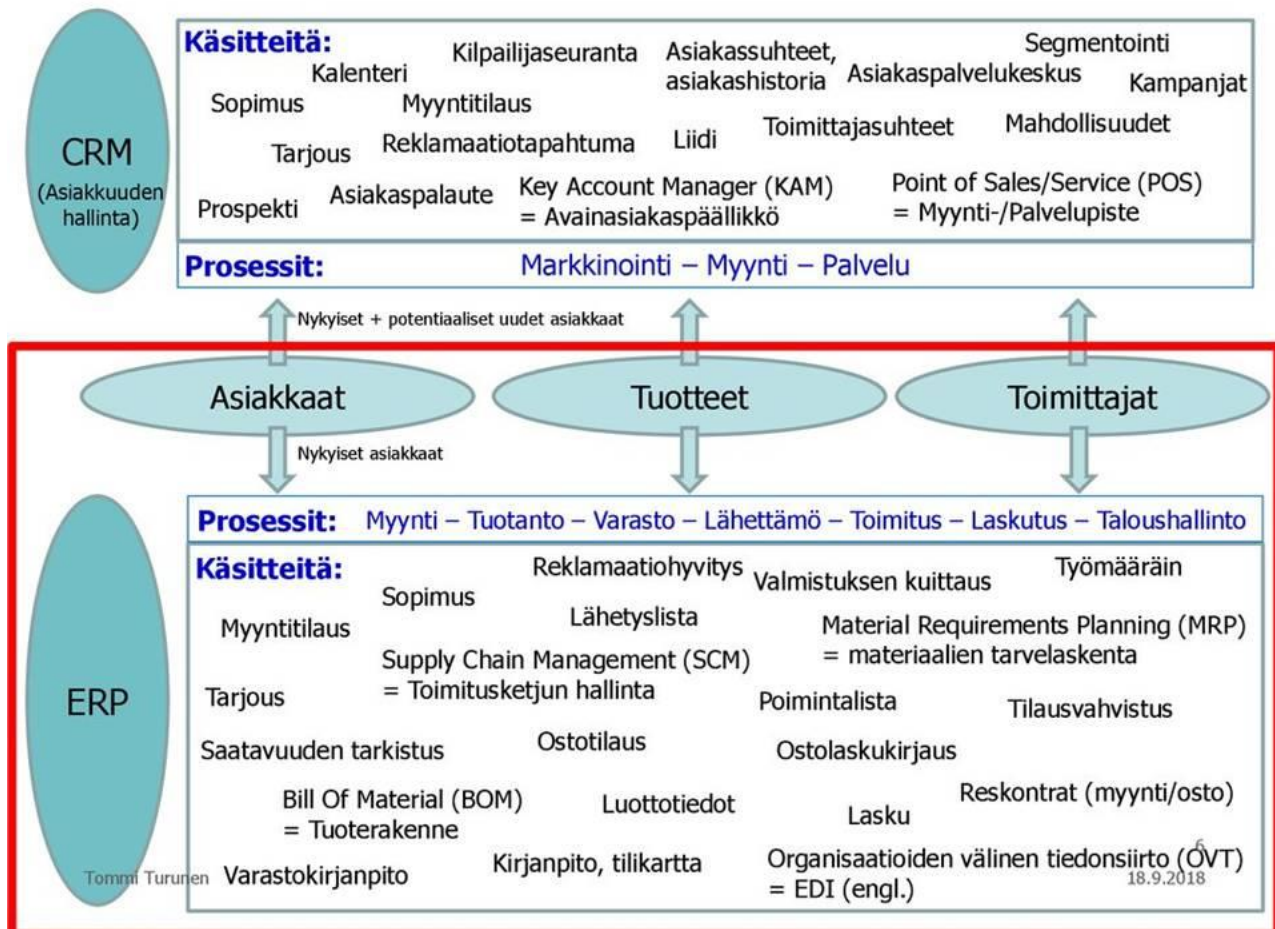 CRM
(Asiakkuuden
hallinta)
Käsitteitä:
Kilpailijaseuranta
Asiakassuhteet,
asiakashistoria
Segmentointi
Kalenteri
Asiakaspalvelukeskus
Kampanjat
Sopimus
Myyntitilaus
Tarjous
Reklamaatiotapahtuma
Liidi
Toimittajasuhteet
Mahdollisuudet
Prospekti
Asiakaspalaute
Key Account Manager (KAM)
= Avainasiakaspäällikkö
Point of Sales/Service (POS)
= Myynti-/Palvelupiste
Prosessit: Markkinointi – Myynti – Palvelu
Nykyiset + potentiaaliset uudet asiakkaat
Asiakkaat
Tuotteet
Toimittajat
Nykyiset asiakkaat
ERP
Prosessit: Myynti – Tuotanto – Varasto – Lähettämö – Toimitus – Laskutus – Taloushallinto
Käsitteitä:
Reklamaatiohyvitys
Valmistuksen kuittaus
Työmääräin
Sopimus
Myyntitilaus
Lähetyslista
Material Requirements Planning (MRP)
= materiaalien tarvelaskenta
Supply Chain Management (SCM)
= Toimitusketjun hallinta
Tarjous
Poimintalista
Tilausvahvistus
Saatavuuden tarkistus
Ostotilaus
Ostolaskukirjaus
Bill Of Material (BOM)
= Tuoterakenne
Luottotiedot
Lasku
Reskontrat (myynti/osto)
Varastokirjanpito
Kirjanpito, tilikartta
Organisaatioiden välinen tiedonsiirto (OVT)
= EDI (engl.)
Tommi Turunen
6
18.9.2018